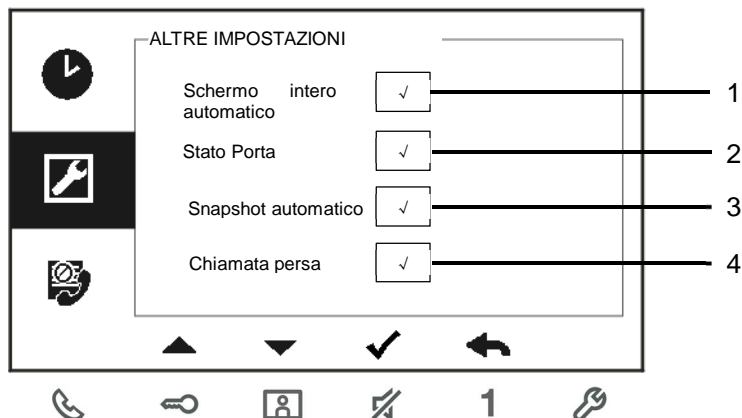 ALTRE IMPOSTAZIONI
Schermo intero
automatico
√
1
Stato Porta
√
2
Snapshot automatico
√
3
Chiamata persa
√
4
1